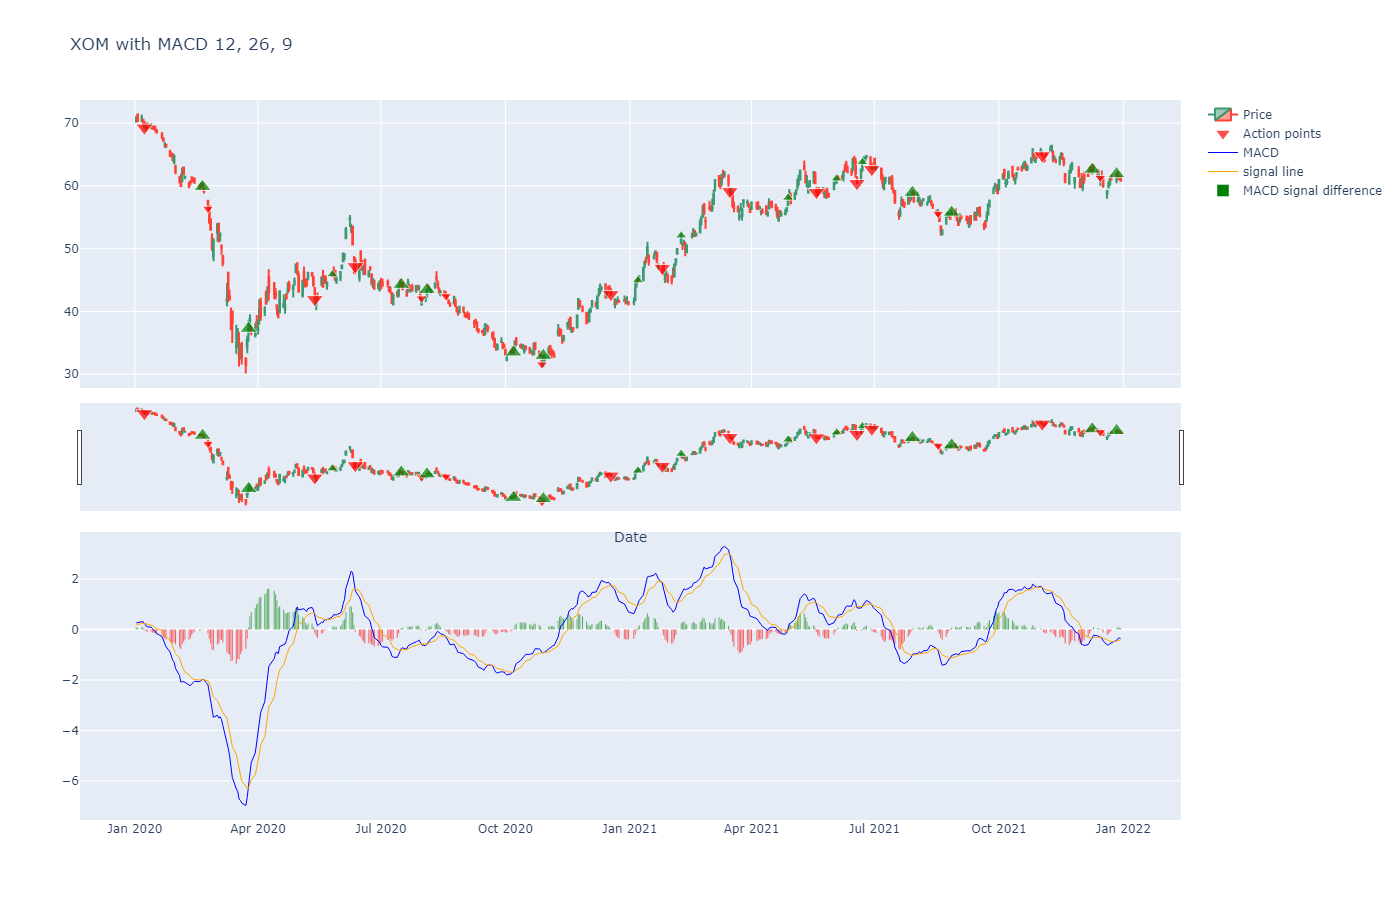 XOM with MACD 12, 26, 9
70
60
50
40
30
Price
Action points
MACD
signal line
MACD signal difference
Date
2
0
−2
−4
−6
Jan 2020
Apr 2020
Jul 2020
Oct 2020
Jan 2021
Apr 2021
Jul 2021
Oct 2021
Jan 2022